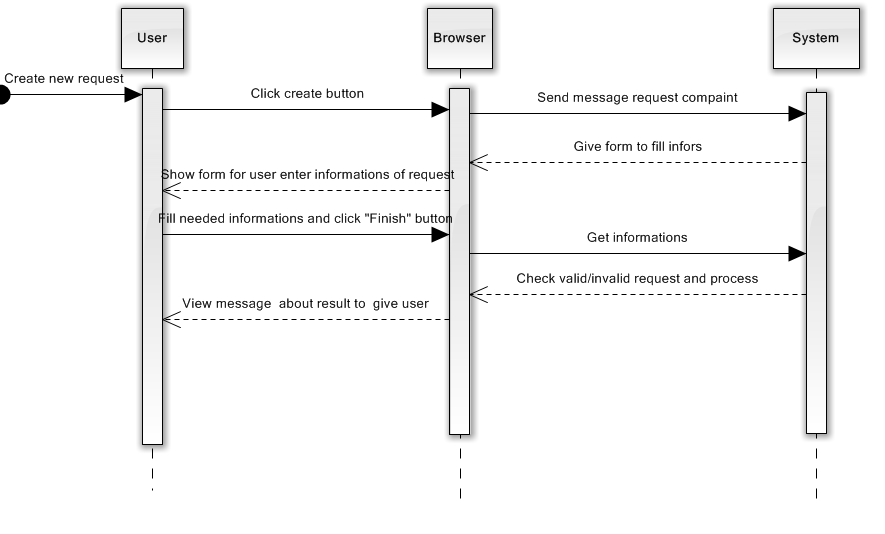 User
Browser
System
Create new request
Click create button
Send message request compaint
Give form to fill infors
Show form for user enter informations of request
Fill needed informations and click "Finish" button
Get informations
Check valid/invalid request and process
View message  about result to  give user